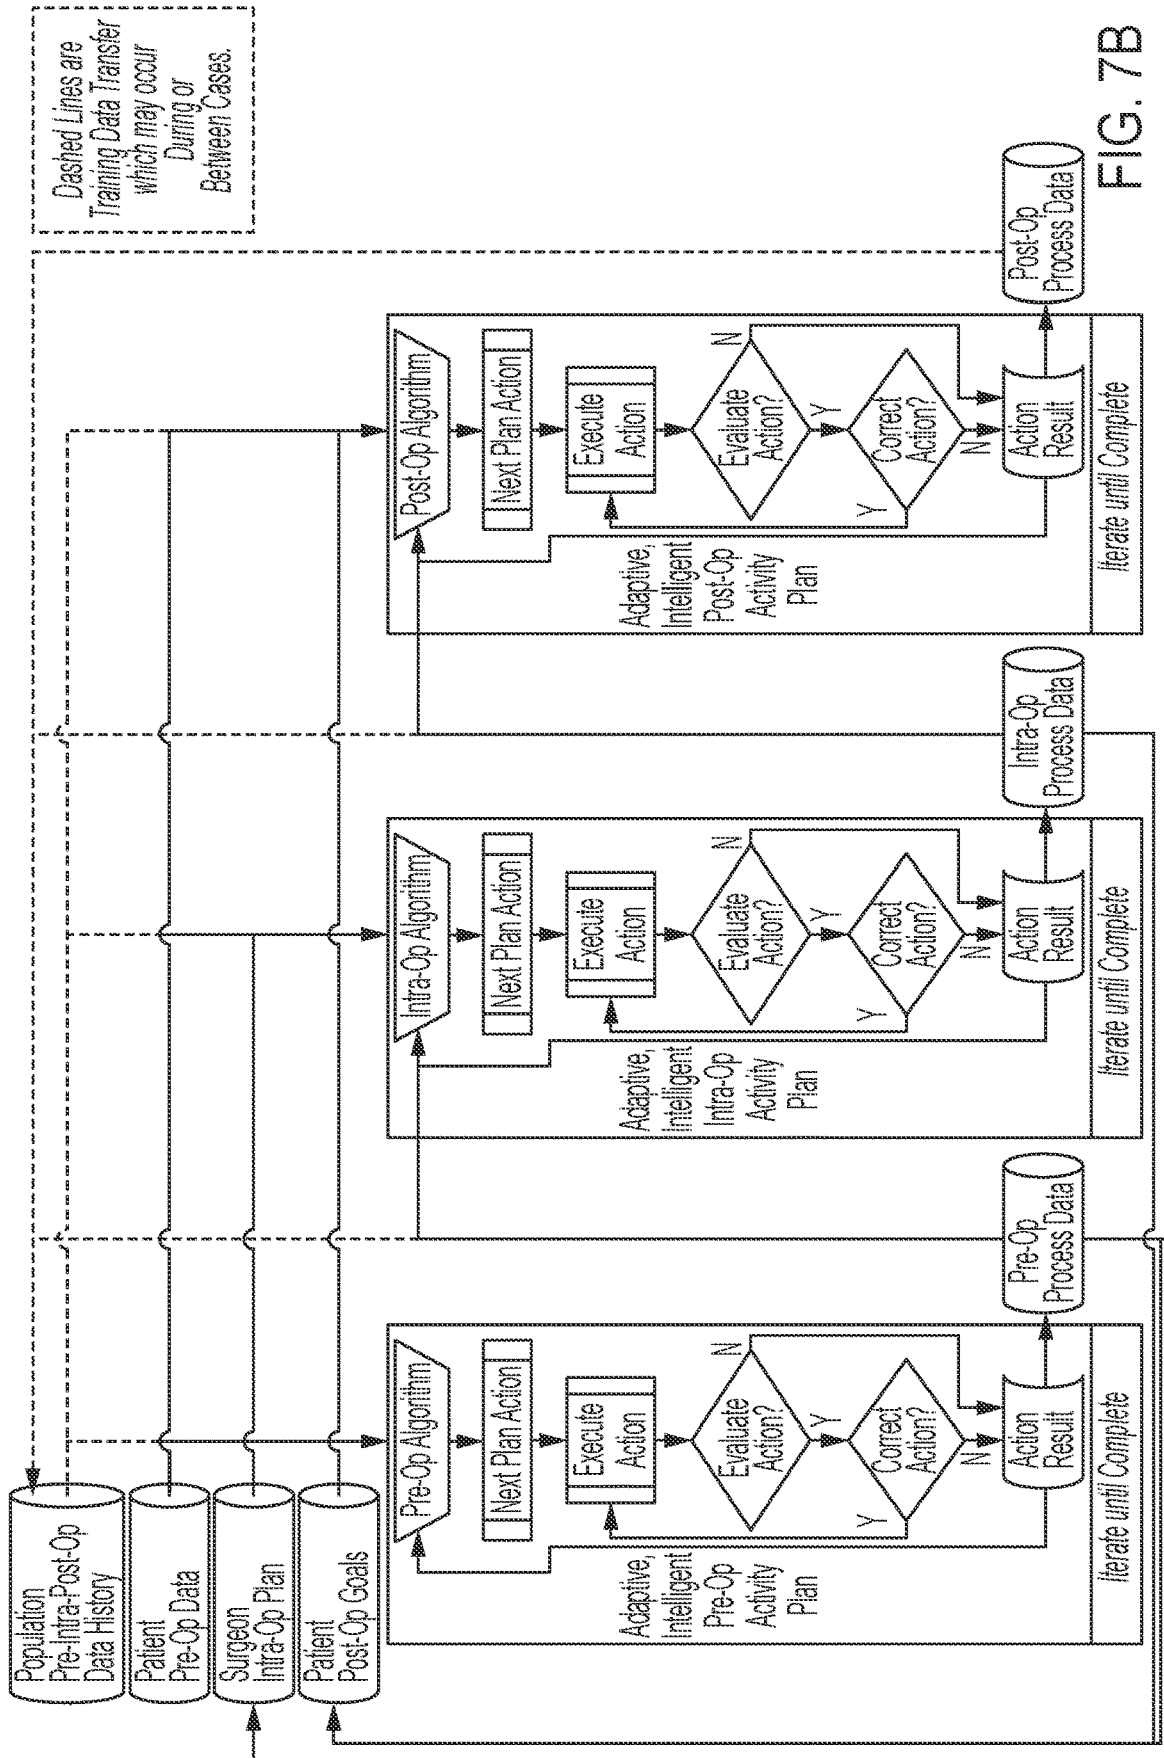 Population
Pre-Intra-Post-Op
Data History
Patient
Pre-Op Data
Surgeon
Intra-Op Plan
Patient
Post-Op Goals
Dashed Lines are
Training Data Transfer
which may occur
During or
Between Cases.
Pre-Op Algorithm
Next Plan Action
Execute
Action
Evaluate
Action?
N
Y
Correct
Action?
Y
N
Action
Result
Adaptive,
Intelligent
Pre-Op
Activity
Plan
Iterate until Complete
Pre-Op
Process Data
Intra-Op Algorithm
Next Plan Action
Execute
Action
Evaluate
Action?
N
Y
Correct
Action?
Y
N
Action
Result
Adaptive,
Intelligent
Intra-Op
Activity
Plan
Iterate until Complete
Intra-Op
Process Data
Post-Op Algorithm
Next Plan Action
Execute
Action
Evaluate
Action?
N
Y
Correct
Action?
Y
N
Action
Result
Adaptive,
Intelligent
Post-Op
Activity
Plan
Iterate until Complete
Post-Op
Process Data
FIG. 7B